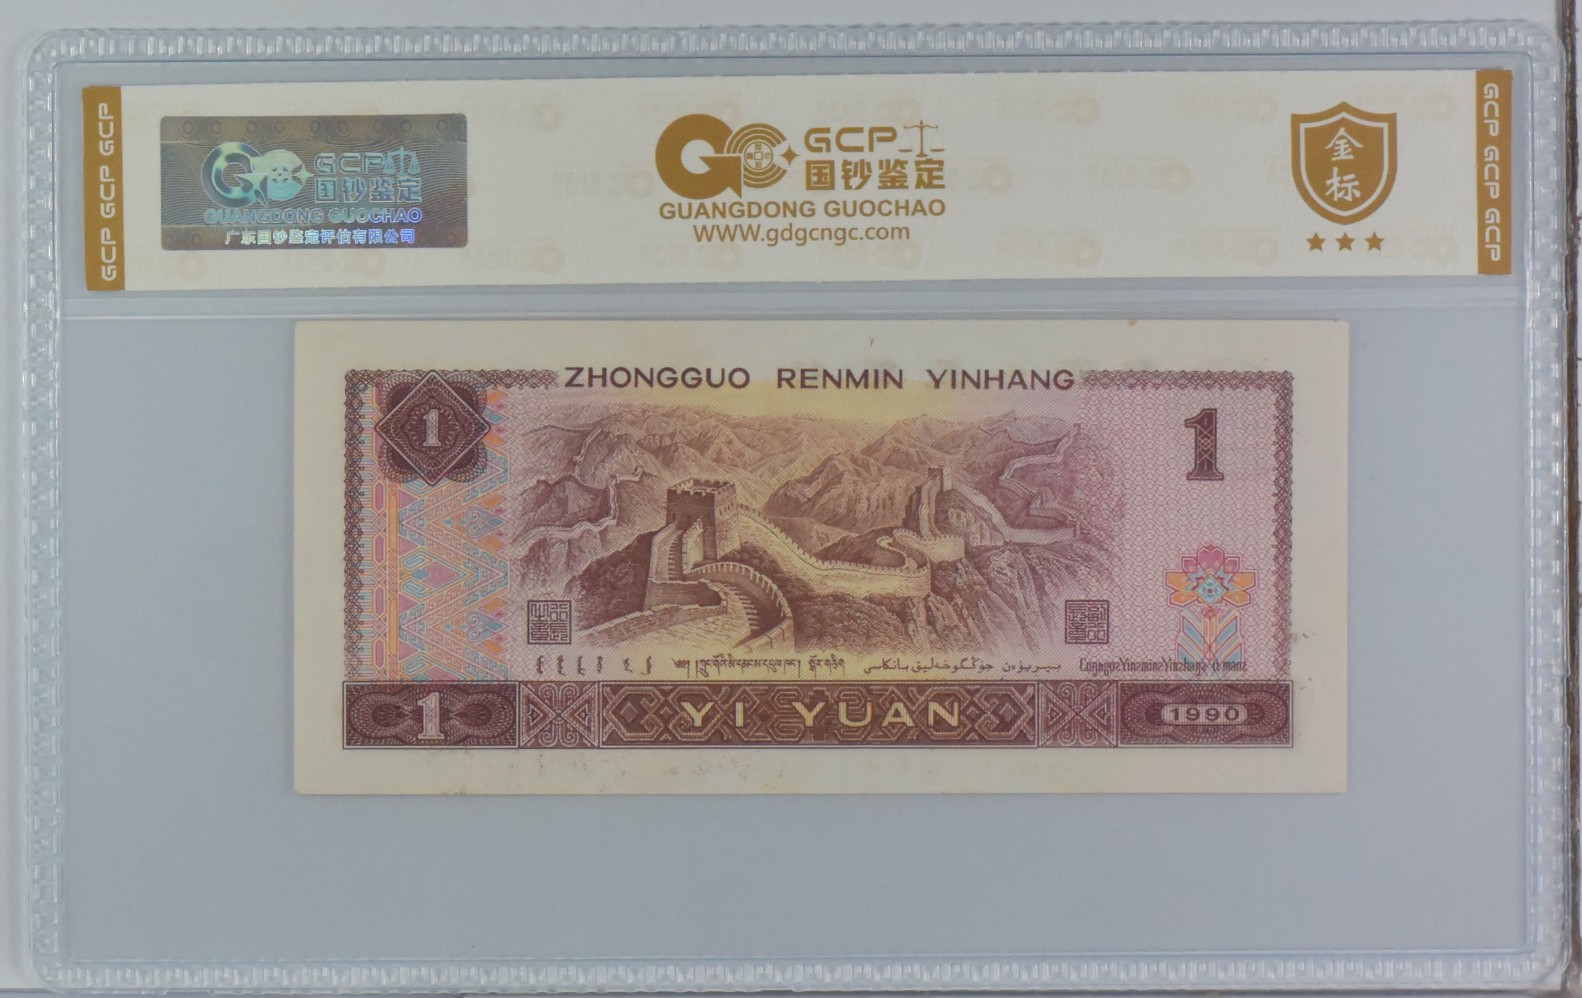 GCP GCP GCP
GCP
国钞鉴定
GUANGDONG GUOCHAO
广东国钞鉴定评估有限公司
GCP
国钞鉴定
GUANGDONG GUOCHAO
WWW.gdgcngc.com
金
标
GCP GCP GCP
ZHONGGUO RENMIN YINHANG
1
1
1
YI YUAN
1990